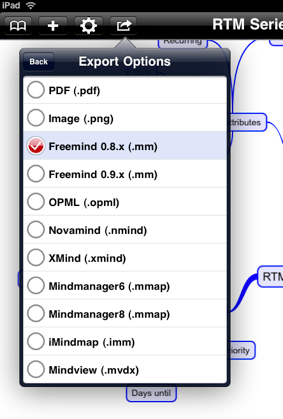 iPad
RTM Serie
Recurring
Back
Export Options
PDF (.pdf)
Image (.png)
Freemind 0.8.x (.mm)
Freemind 0.9.x (.mm)
OPML (.opml)
Novamind (.nmind)
XMind (.xmind)
Mindmanager6 (.mmap)
Mindmanager8 (.mmap)
iMindmap (.imm)
Mindview (.mvdx)
tributes
RTM
iority
Days until